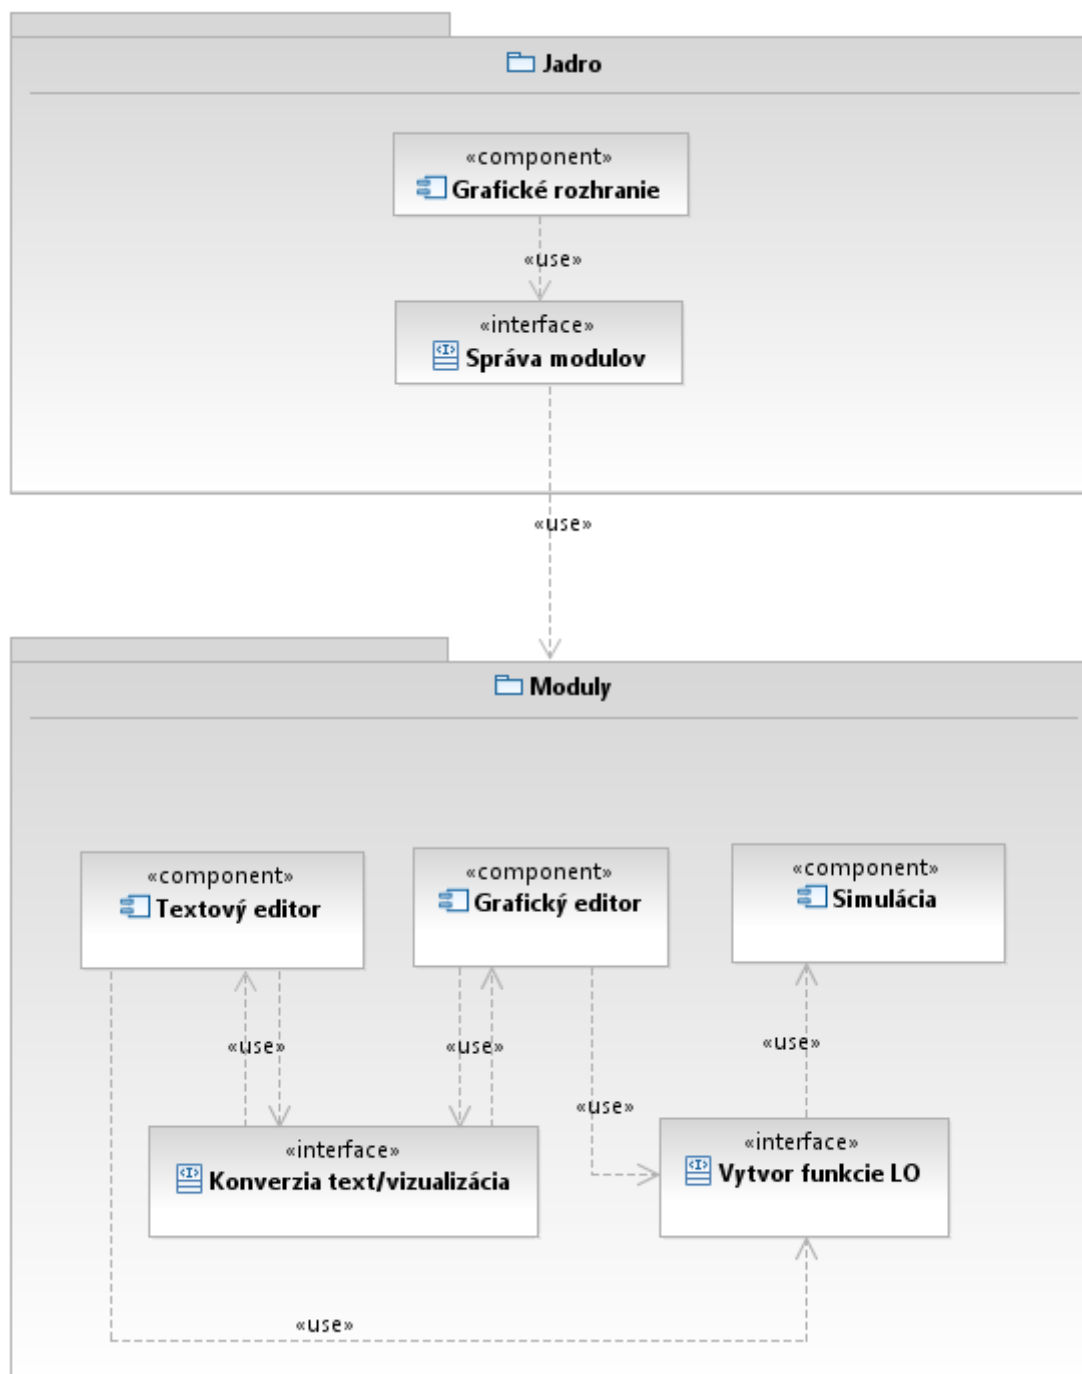 Jadro
«component»
Grafické rozhranie
«use»
«interface»
Správa modulov
«use»
Moduly
«component»
Textový editor
«component»
Grafický editor
«component»
Simulácia
«use»
«use»
«use»
«use»
«interface»
Konverzia text/vizualizácia
«interface»
Vytvor funkcie LO
«use»